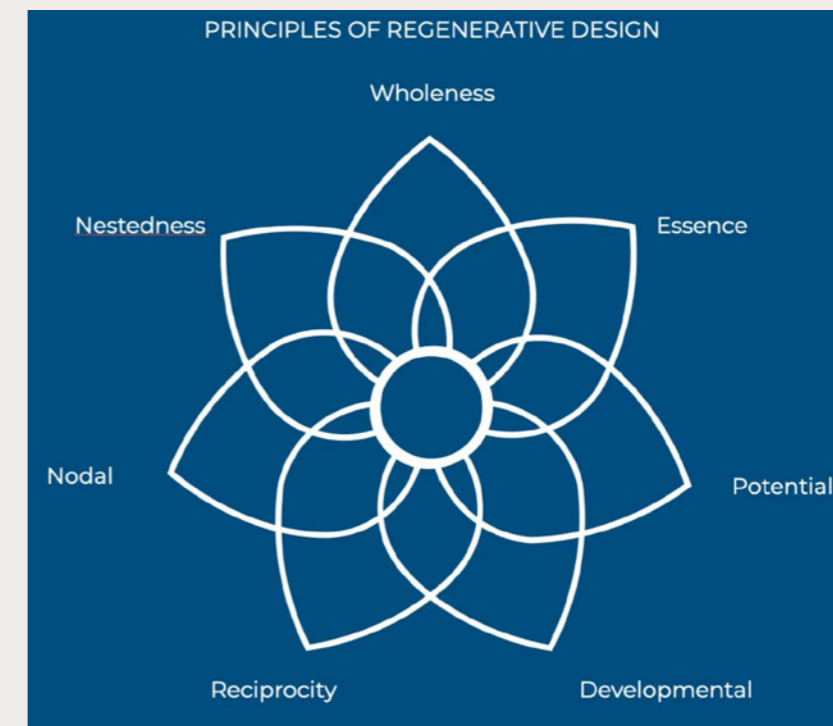 PRINCIPLES OF REGENERATIVE DESIGN
Wholeness
Nestedness
Essence
Nodal
Potential
Reciprocity
Developmental